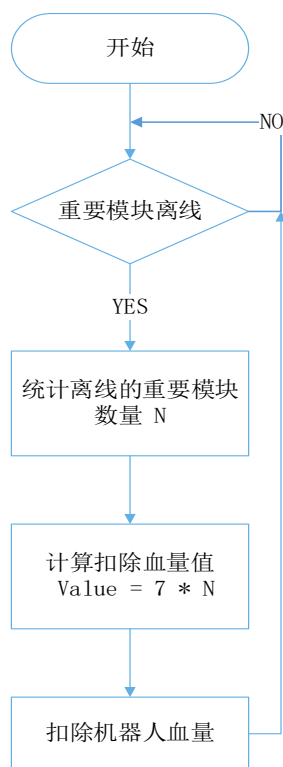 开始
NO
重要模块离线
YES
统计离线的重要模块
数量 N
计算扣除血量值
Value = 7 * N
扣除机器人血量